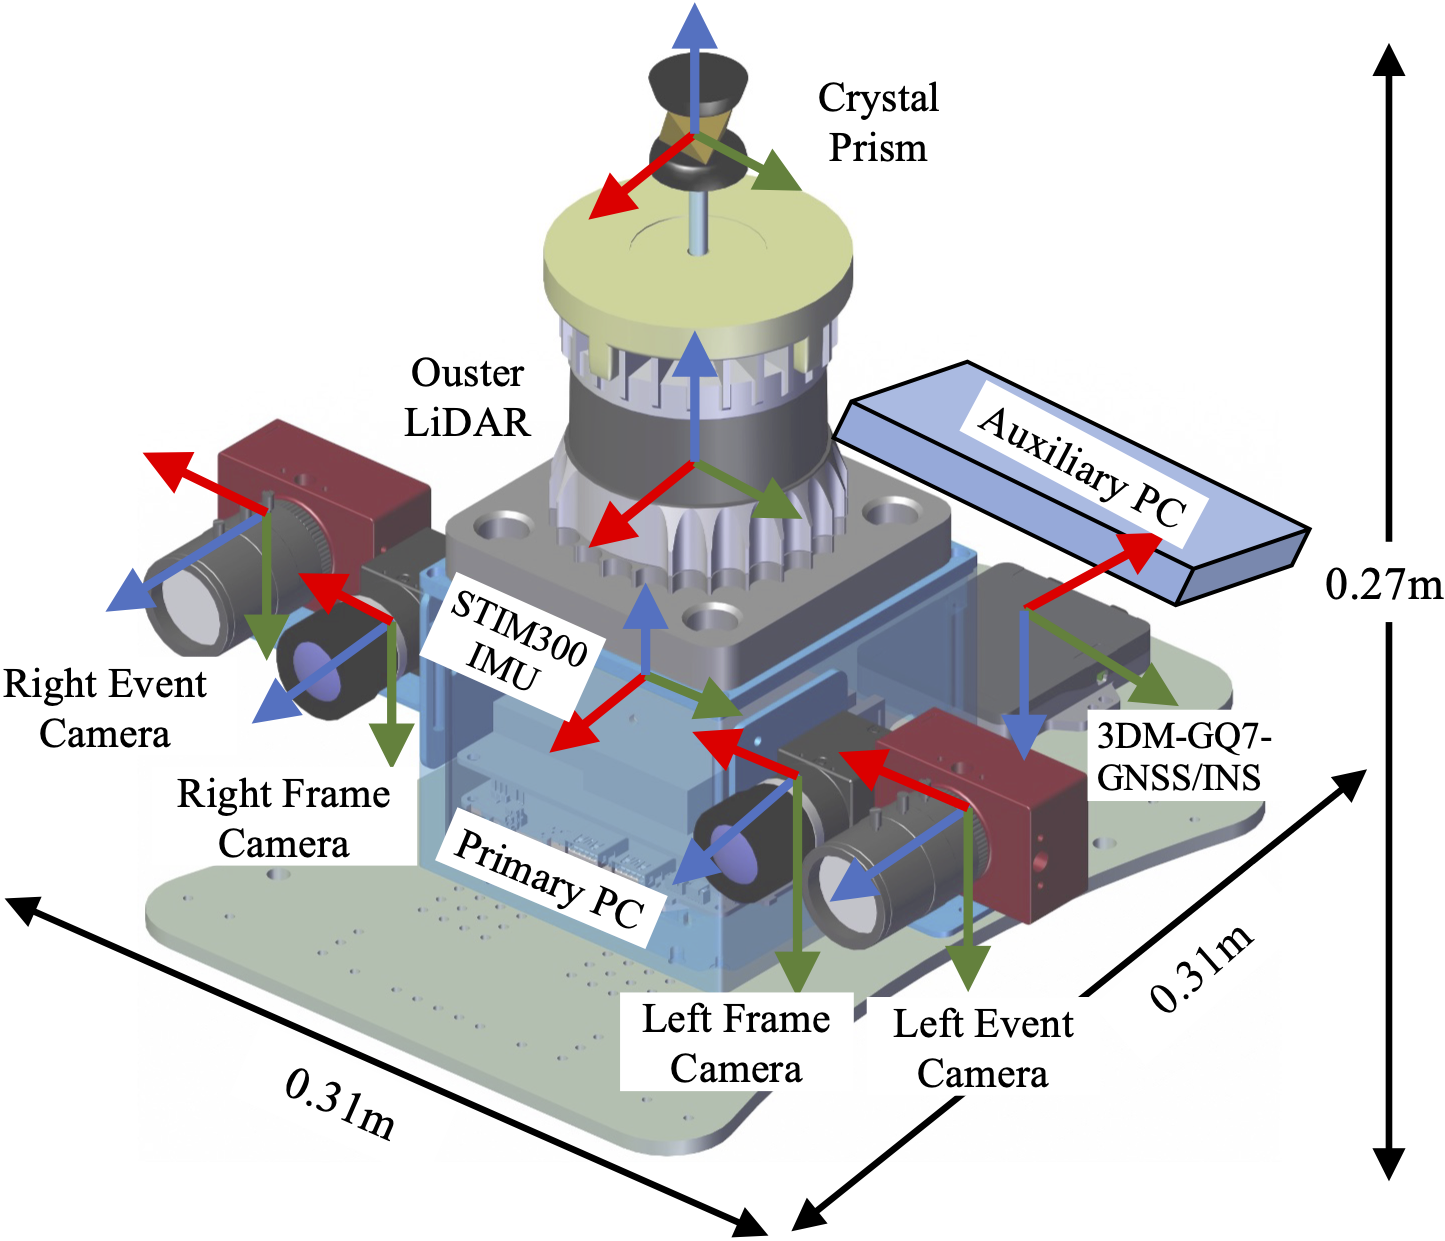 Crystal
Prism
Ouster
LiDAR
Auxiliary PC
STIM300
IMU
0.27m
Right Event
Camera
3DM-GQ7-
GNSS/INS
Right Frame
Camera
Primary PC
Left Frame
Camera
Left Event
Camera
0.31m
0.31m